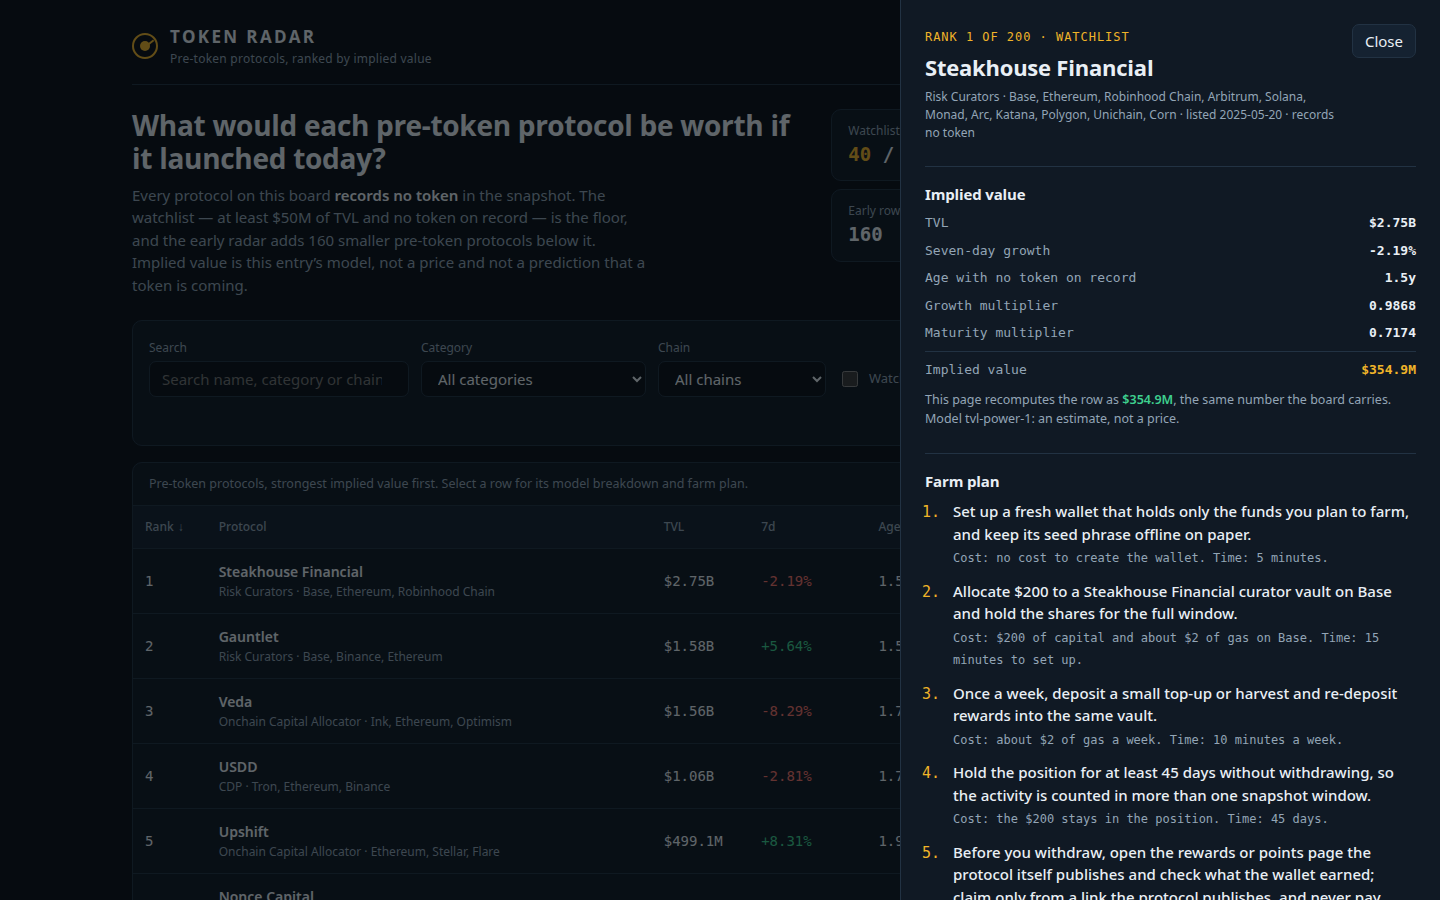 TOKEN RADAR
Pre-token protocols, ranked by implied value
What would each pre-token protocol be worth if
it launched today?
Every protocol on this board records no token in the snapshot. The
watchlist — at least $50M of TVL and no token on record — is the floor,
and the early radar adds 160 smaller pre-token protocols below it.
Implied value is this entry's model, not a price and not a prediction that a
token is coming.
Watchlist
40 /
Early row
160
Search
Category
Chain
Search name, category or chain
All categories
All chains
Watc
Pre-token protocols, strongest implied value first. Select a row for its model breakdown and farm plan.
Rank ↓ Protocol TVL 7d Age
1 Steakhouse Financial $2.75B -2.19% 1.5
Risk Curators · Base, Ethereum, Robinhood Chain
2 Gauntlet $1.58B +5.64% 1.5
Risk Curators · Base, Binance, Ethereum
3 Veda $1.56B -8.29% 1.7
Onchain Capital Allocator · Ink, Ethereum, Optimism
4 USDD $1.06B -2.81% 1.7
CDP · Tron, Ethereum, Binance
5 Upshift $499.1M +8.31% 1.9
Onchain Capital Allocator · Ethereum, Stellar, Flare
Nonce Capital
RANK 1 OF 200 · WATCHLIST
Close
Steakhouse Financial
Risk Curators · Base, Ethereum, Robinhood Chain, Arbitrum, Solana,
Monad, Arc, Katana, Polygon, Unichain, Corn · listed 2025-05-20 · records
no token
Implied value
TVL $2.75B
Seven-day growth -2.19%
Age with no token on record 1.5y
Growth multiplier 0.9868
Maturity multiplier 0.7174
Implied value $354.9M
This page recomputes the row as $354.9M, the same number the board carries.
Model tvl-power-1: an estimate, not a price.
Farm plan
1. Set up a fresh wallet that holds only the funds you plan to farm,
and keep its seed phrase offline on paper.
Cost: no cost to create the wallet. Time: 5 minutes.
2. Allocate $200 to a Steakhouse Financial curator vault on Base
and hold the shares for the full window.
Cost: $200 of capital and about $2 of gas on Base. Time: 15
minutes to set up.
3. Once a week, deposit a small top-up or harvest and re-deposit
rewards into the same vault.
Cost: about $2 of gas a week. Time: 10 minutes a week.
4. Hold the position for at least 45 days without withdrawing, so
the activity is counted in more than one snapshot window.
Cost: the $200 stays in the position. Time: 45 days.
5. Before you withdraw, open the rewards or points page the
protocol itself publishes and check what the wallet earned;
claim only from a link the protocol publishes, and never pay